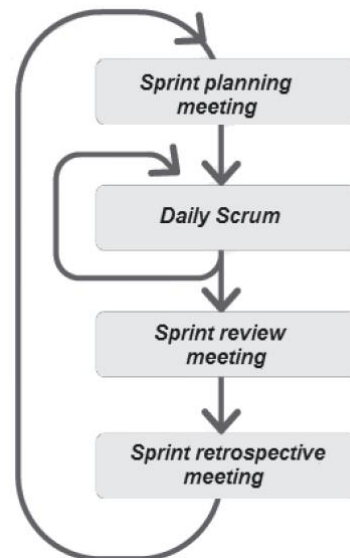 Sprint planning
meeting
Daily Scrum
Sprint review
meeting
Sprint retrospective
meeting